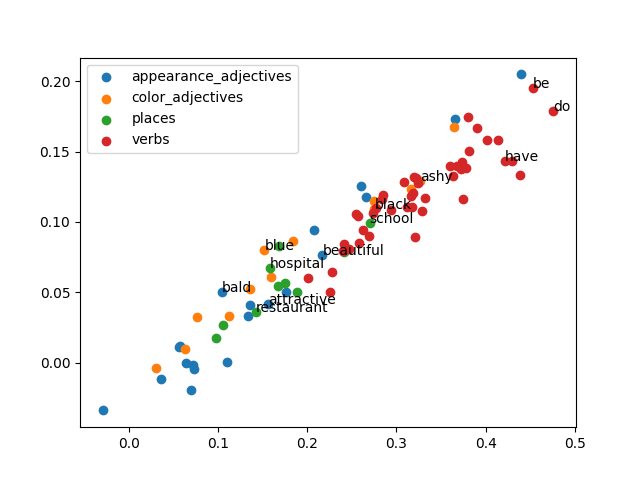 appearance_adjectives
color_adjectives
places
verbs
be
do
have
ashy
black
school
blue
beautiful
hospital
bald
attractive
restaurant
0.20
0.15
0.10
0.05
0.00
0.0 0.1 0.2 0.3 0.4 0.5